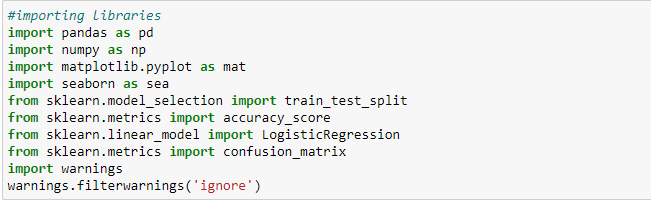 #importing libraries
import pandas as pd
import numpy as np
import matplotlib.pyplot as mat
import seaborn as sea
from sklearn.model_selection import train_test_split
from sklearn.metrics import accuracy_score
from sklearn.linear_model import LogisticRegression
from sklearn.metrics import confusion_matrix
import warnings
warnings.filterwarnings('ignore')